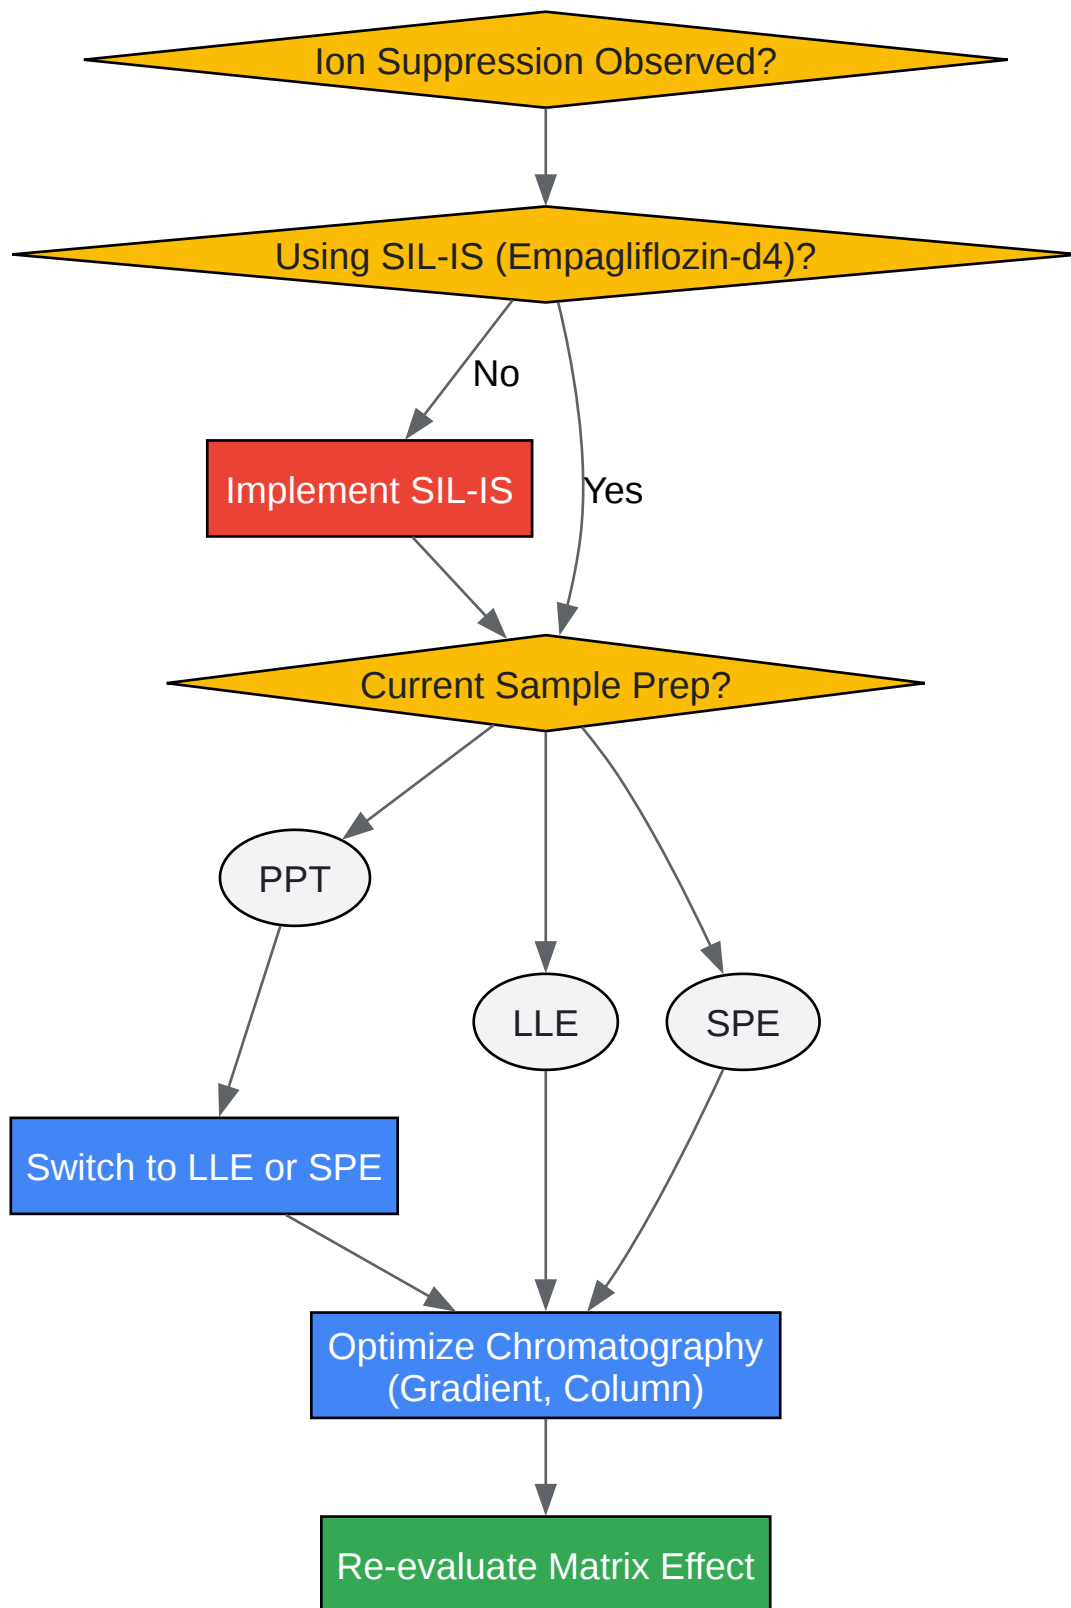 Ion Suppression Observed?
Using SIL-IS (Empagliflozin-d4)?
No
Implement SIL-IS
Yes
Current Sample Prep?
PPT
LLE
SPE
Switch to LLE or SPE
Optimize Chromatography
(Gradient, Column)
Re-evaluate Matrix Effect